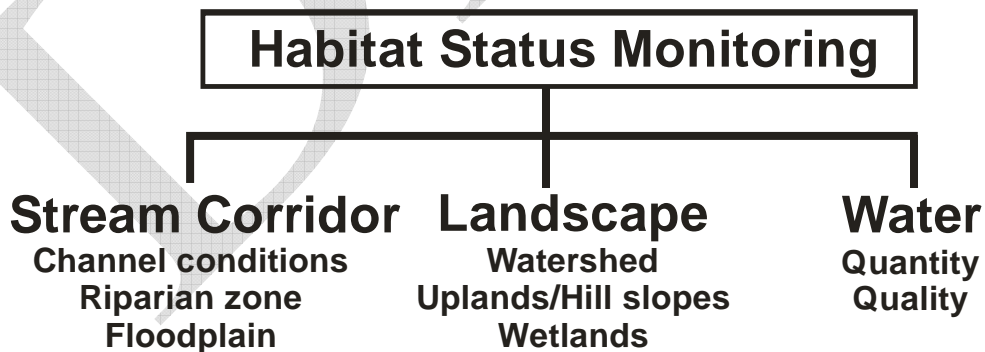 Habitat Status Monitoring
Stream Corridor
Channel conditions
Riparian zone
Floodplain
Landscape
Watershed
Uplands/Hill slopes
Wetlands
Water
Quantity
Quality